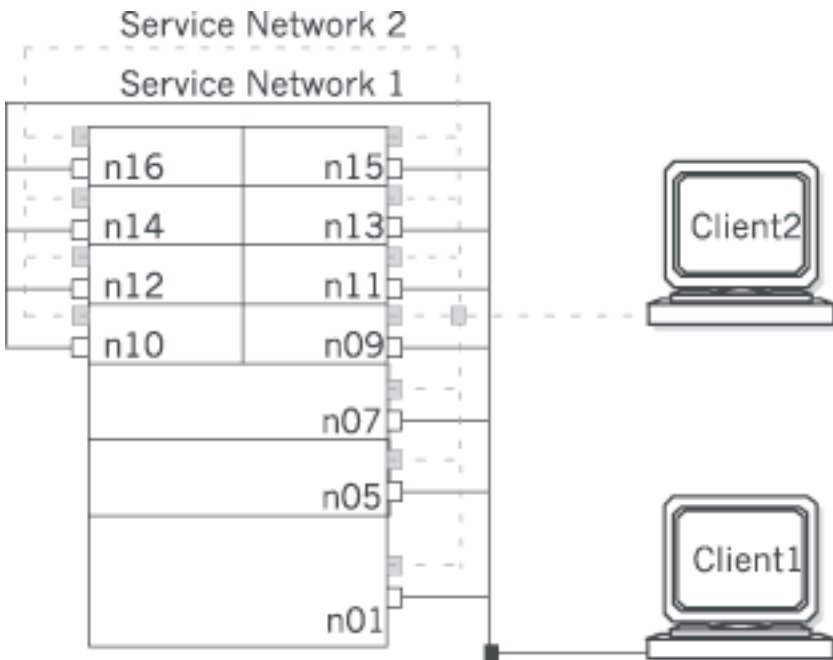 Service Network 2
Service Network 1
n16 n15
n14 n13
Client2
n12 n11
n10 n09
n07
n05
Client1
n01